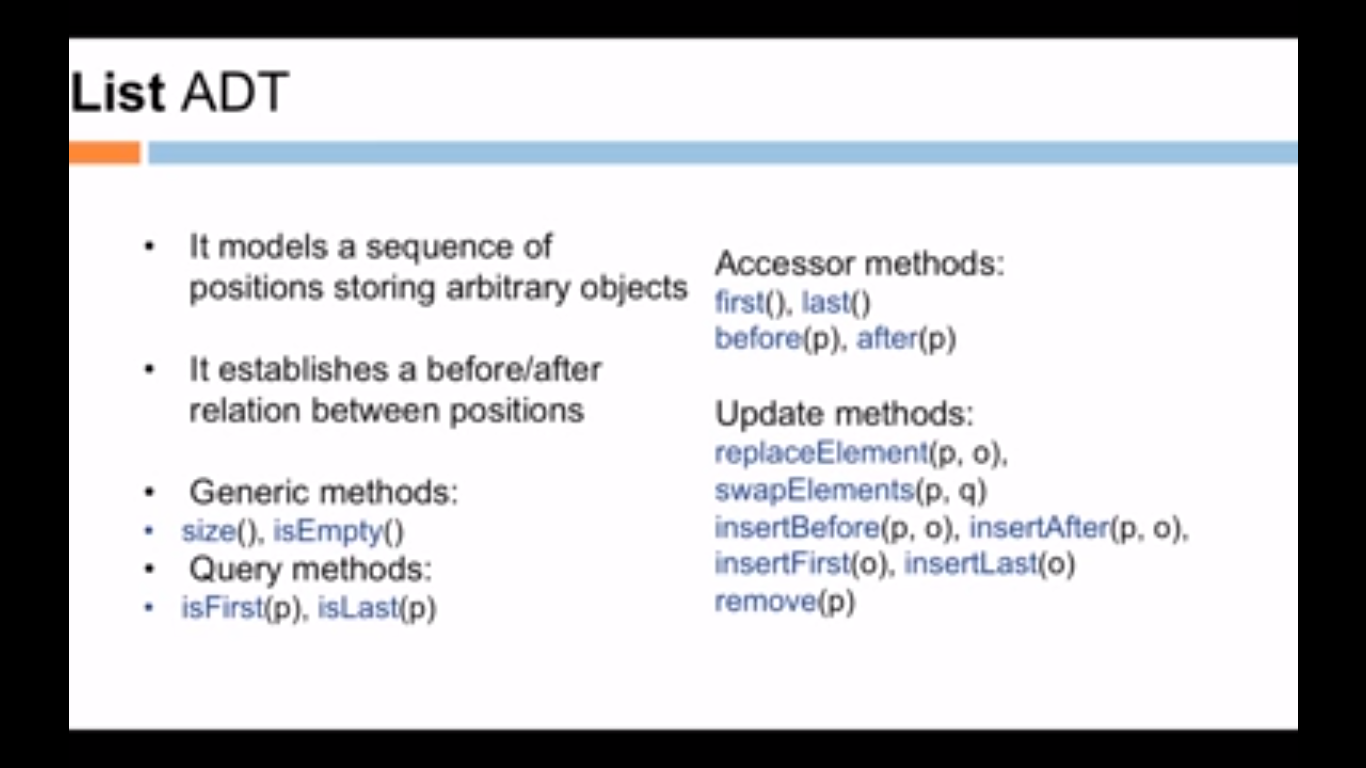 List ADT
• It models a sequence of
positions storing arbitrary objects
• It establishes a before/after
relation between positions
• Generic methods:
• size(), isEmpty()
• Query methods:
• isFirst(p), isLast(p)
Accessor methods:
first(), last()
before(p), after(p)
Update methods:
replaceElement(p, o),
swapElements(p, q)
insertBefore(p, o), insertAfter(p, o),
insertFirst(o), insertLast(o)
remove(p)